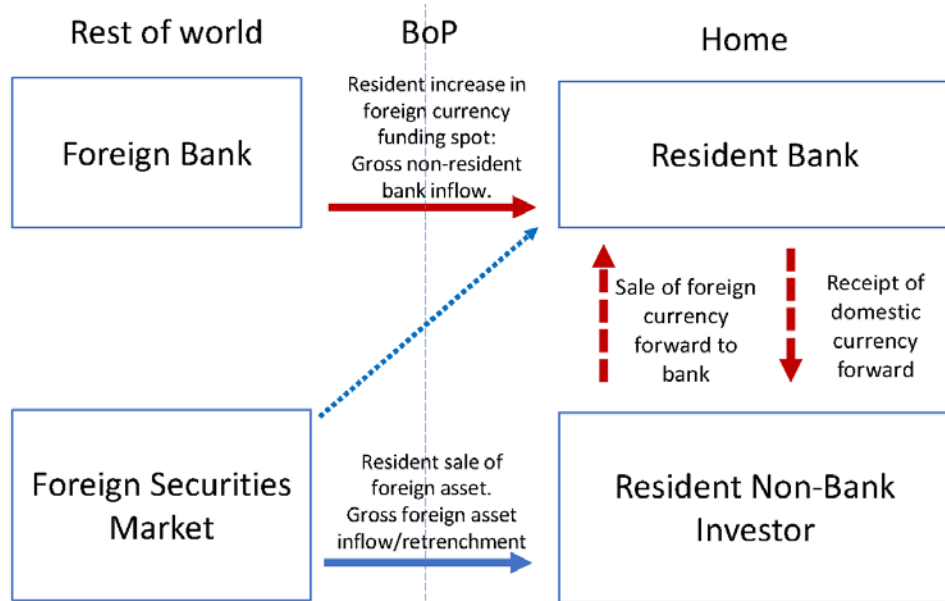 Rest of world
BoP
Home
Foreign Bank
Resident increase in
foreign currency
funding spot:
Gross non-resident
bank inflow.
Resident Bank
Sale of foreign
currency
forward to
bank
Receipt of
domestic
currency
forward
Foreign Securities
Market
Resident sale of
foreign asset.
Gross foreign asset
inflow/retrenchment
Resident Non-Bank
Investor